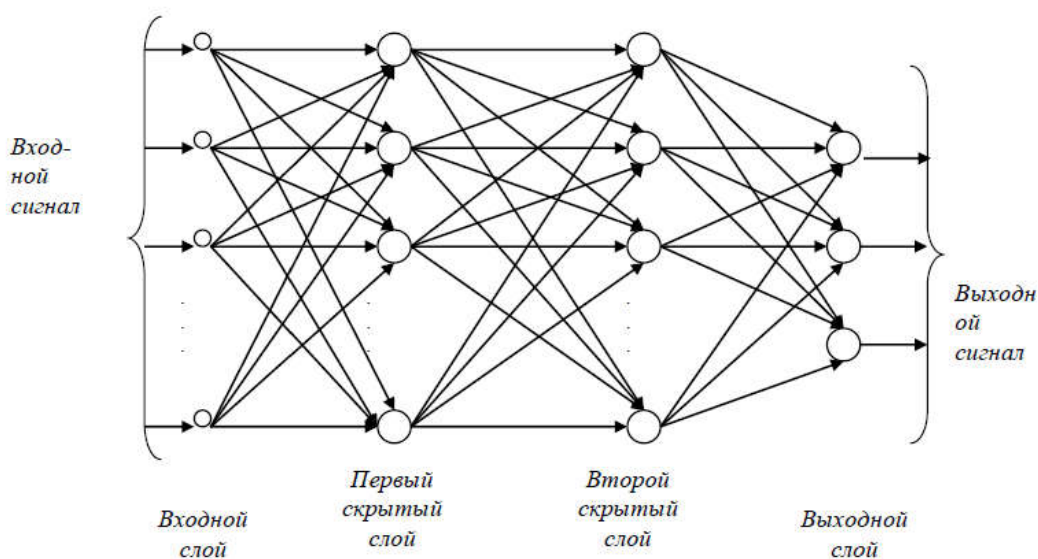 Вход-
ной
сигнал
Выходн
ой
сигнал
Входной
слой
Первый
скрытый
слой
Второй
скрытый
слой
Выходной
слой